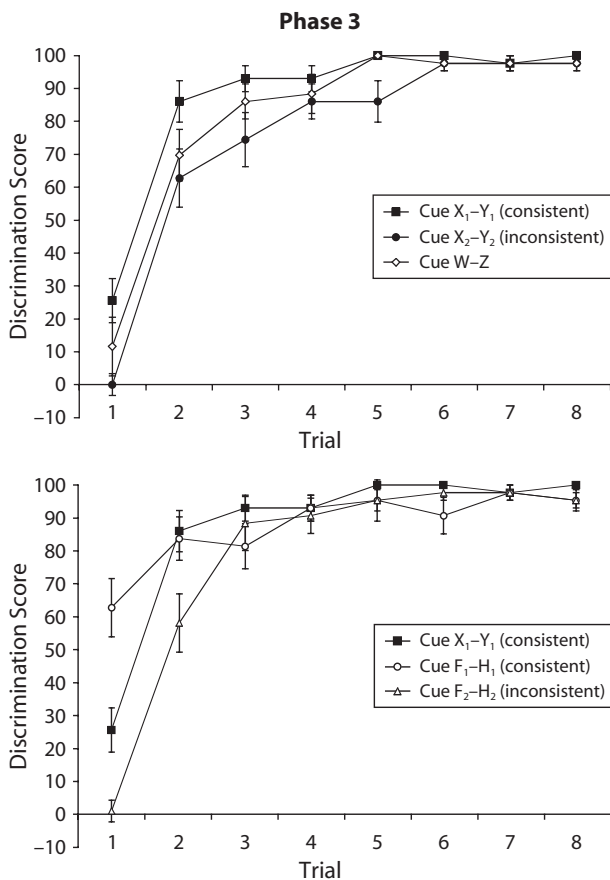 Phase 3
Discrimination Score
100
90
80
70
60
50
40
30
20
10
0
–10
Cue X₁–Y₁ (consistent)
Cue X₂–Y₂ (inconsistent)
Cue W–Z
1 2 3 4 5 6 7 8
Trial
Discrimination Score
100
90
80
70
60
50
40
30
20
10
0
–10
Cue X₁–Y₁ (consistent)
Cue F₁–H₁ (consistent)
Cue F₂–H₂ (inconsistent)
1 2 3 4 5 6 7 8
Trial